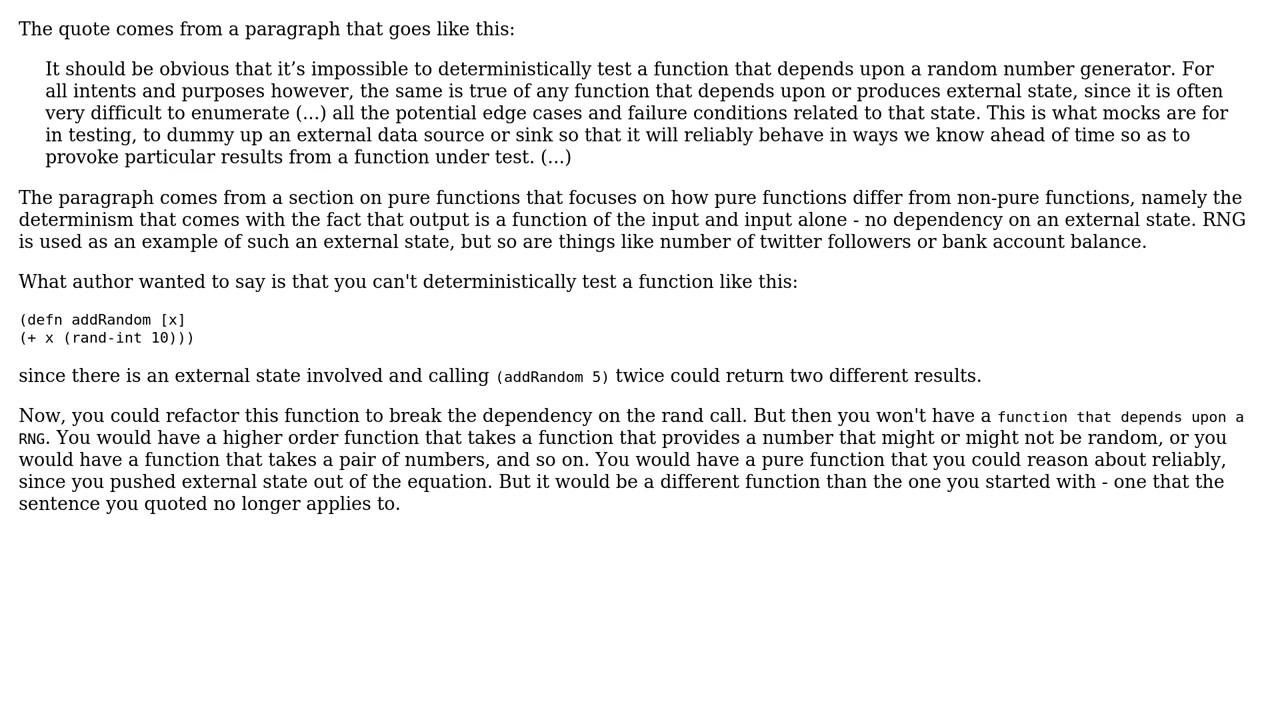 The quote comes from a paragraph that goes like this:
It should be obvious that it’s impossible to deterministically test a function that depends upon a random number generator. For
all intents and purposes however, the same is true of any function that depends upon or produces external state, since it is often
very difficult to enumerate (...) all the potential edge cases and failure conditions related to that state. This is what mocks are for
in testing, to dummy up an external data source or sink so that it will reliably behave in ways we know ahead of time so as to
provoke particular results from a function under test. (...)
The paragraph comes from a section on pure functions that focuses on how pure functions differ from non-pure functions, namely the
determinism that comes with the fact that output is a function of the input and input alone - no dependency on an external state. RNG
is used as an example of such an external state, but so are things like number of twitter followers or bank account balance.
What author wanted to say is that you can't deterministically test a function like this:
(defn addRandom [x]
(+ x (rand-int 10)))
since there is an external state involved and calling (addRandom 5) twice could return two different results.
Now, you could refactor this function to break the dependency on the rand call. But then you won't have a function that depends upon a
RNG. You would have a higher order function that takes a function that provides a number that might or might not be random, or you
would have a function that takes a pair of numbers, and so on. You would have a pure function that you could reason about reliably,
since you pushed external state out of the equation. But it would be a different function than the one you started with - one that the
sentence you quoted no longer applies to.